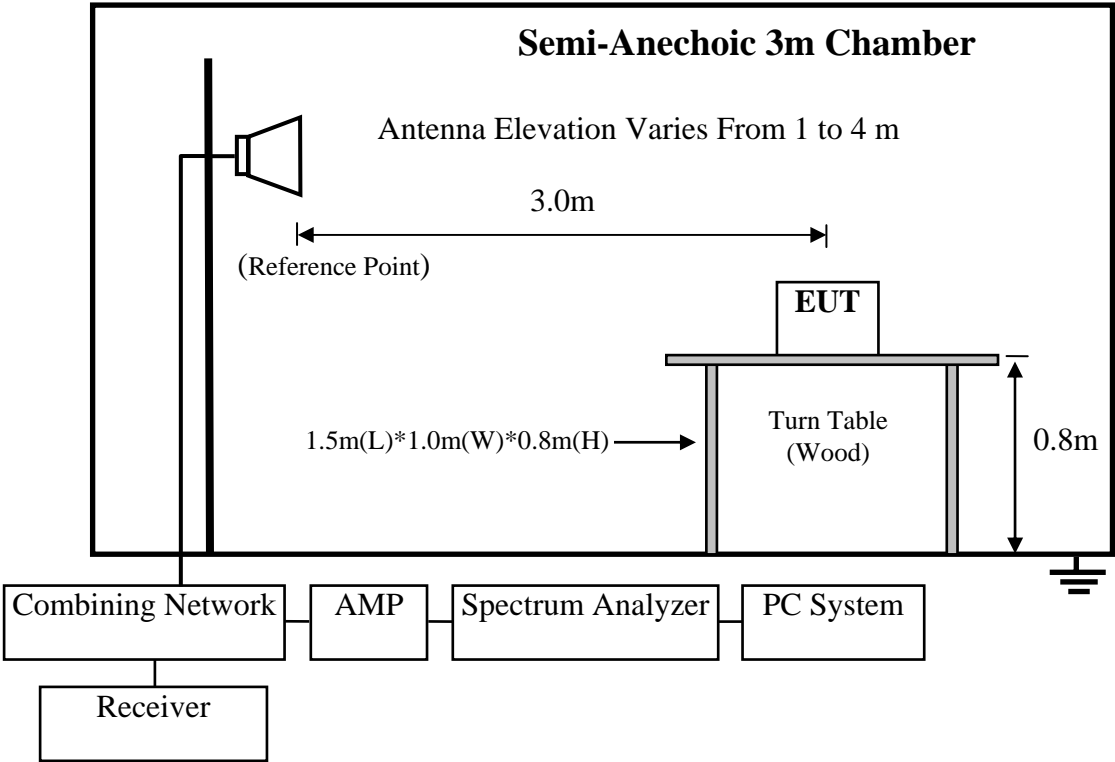 Semi-Anechoic 3m Chamber
Antenna Elevation Varies From 1 to 4 m
3.0m
(Reference Point)
EUT
1.5m(L)*1.0m(W)*0.8m(H)
Turn Table
(Wood)
0.8m
Combining Network
AMP
Spectrum Analyzer
PC System
Receiver